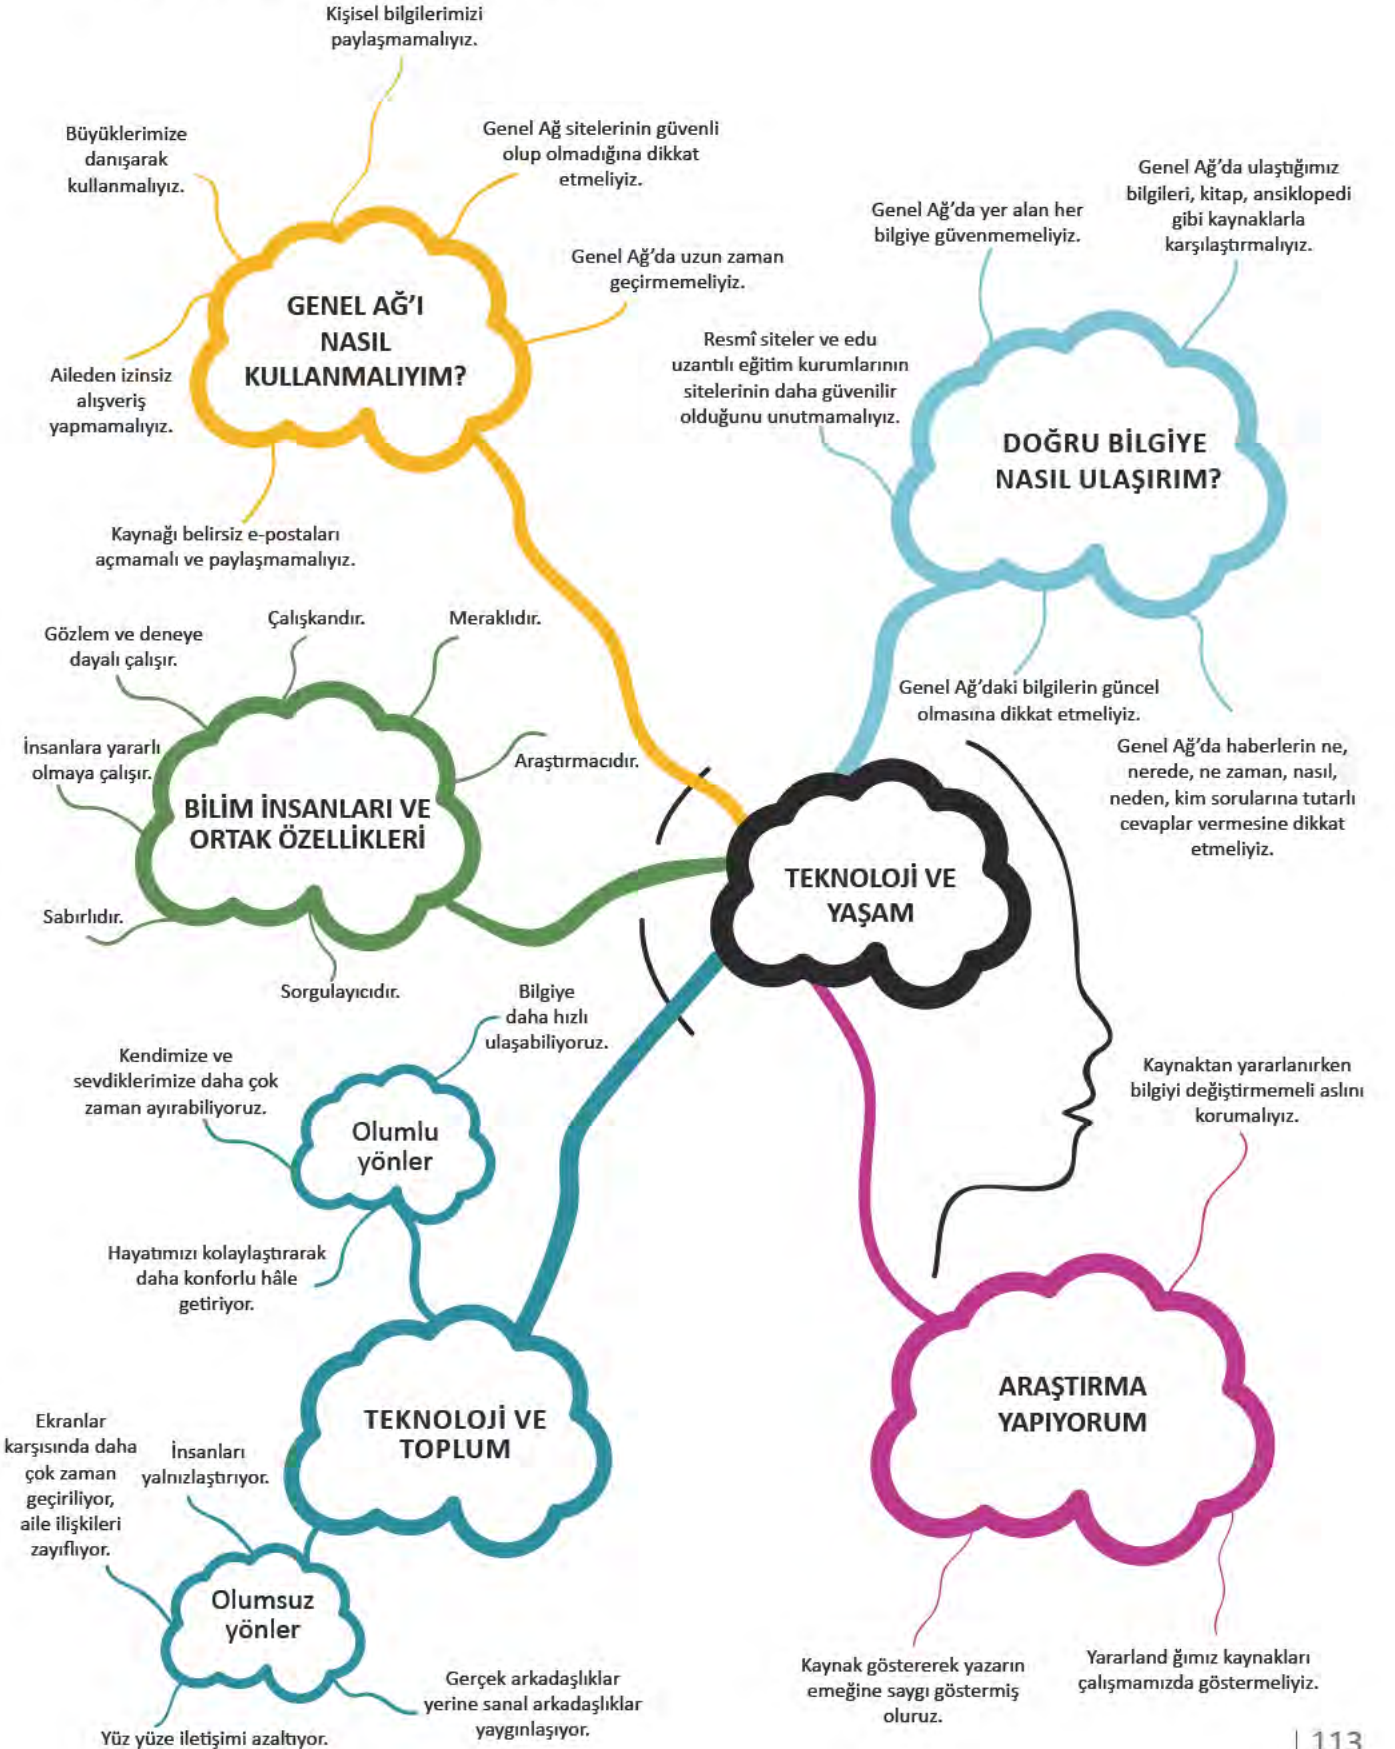 Kişisel bilgilerimizi
paylaşmamalıyız.
Büyüklerimize
danışarak
kullanmalıyız.
Genel Ağ sitelerinin güvenli
olup olmadığına dikkat
etmeliyiz.
Genel Ağ’da uzun zaman
geçirmemeliyiz.
GENEL AĞ’I
NASIL
KULLANMALIYIM?
Aileden izinsiz
alışveriş
yapmamalıyız.
Kaynağı belirsiz e-postaları
açmamalı ve paylaşmamalıyız.
Genel Ağ’da yer alan her
bilgiye güvenmemeliyiz.
Genel Ağ’da ulaştığımız
bilgileri, kitap, ansiklopedi
gibi kaynaklarla
karşılaştırmalıyız.
Resmî siteler ve edu
uzantılı eğitim kurumlarının
sitelerinin daha güvenilir
olduğunu unutmamalıyız.
DOĞRU BİLGİYE
NASIL ULAŞIRIM?
Genel Ağ’daki bilgilerin güncel
olmasına dikkat etmeliyiz.
Genel Ağ’da haberlerin ne,
nerede, ne zaman, nasıl,
neden, kim sorularına tutarlı
cevaplar vermesine dikkat
etmeliyiz.
Gözlem ve deneye
dayalı çalışır.
Çalışkandır.
Meraklıdır.
İnsanlara yararlı
olmaya çalışır.
Araştırmacıdır.
BİLİM İNSANLARI VE
ORTAK ÖZELLİKLERİ
Sabırlıdır.
Sorgulayıcıdır.
TEKNOLOJİ VE
YAŞAM
Bilgiye
daha hızlı
ulaşabiliyoruz.
Kendimize ve
sevdiklerimize daha çok
zaman ayırabiliyoruz.
Olumlu
yönler
Hayatımızı kolaylaştırarak
daha konforlu hâle
getiriyor.
TEKNOLOJİ VE
TOPLUM
Ekranlar
karşısında daha
çok zaman
geçiriliyor,
aile ilişkileri
zayıflıyor.
İnsanları
yalnızlaştırıyor.
Olumsuz
yönler
Yüz yüze iletişimi azaltıyor.
Gerçek arkadaşlıklar
yerine sanal arkadaşlıklar
yaygınlaşıyor.
Kaynaktan yararlanırken
bilgiyi değiştirmemeli aslını
korumalıyız.
ARAŞTIRMA
YAPIYORUM
Kaynak göstererek yazarın
emeğine saygı göstermiş
oluruz.
Yararland ğımız kaynakları
çalışmamızda göstermeliyiz.
| 113